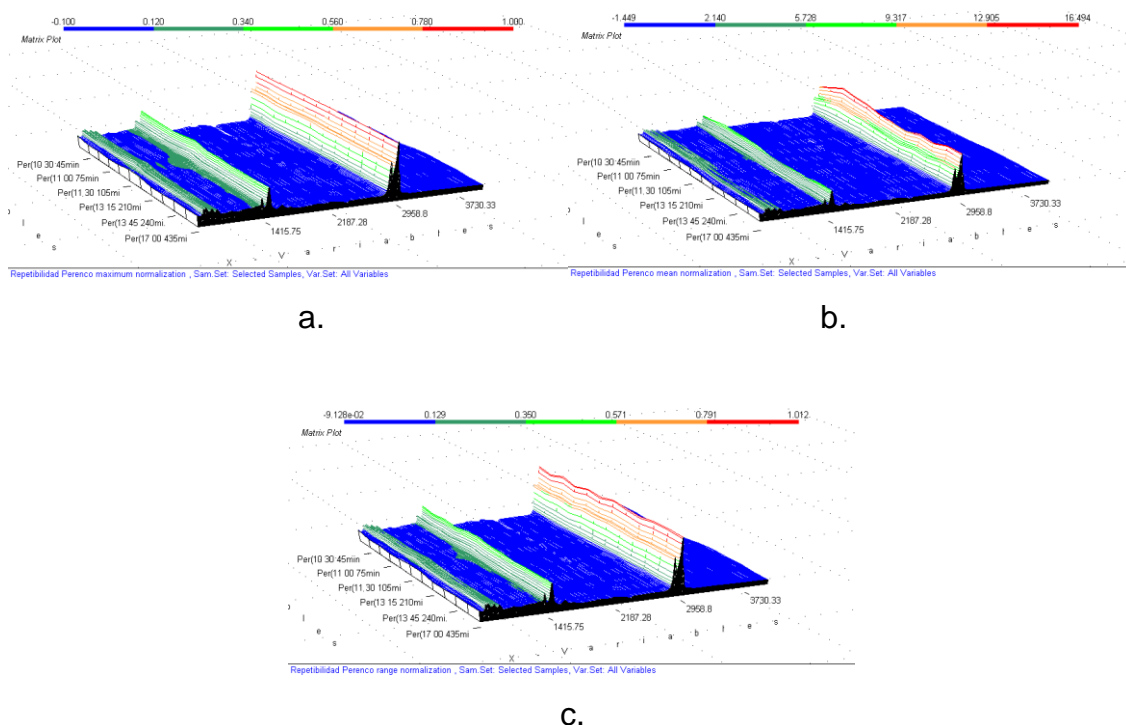 -0.100 0.120 0.340 0.560 0.780 1.000
Matrix Plot
Per(10 30 45min
Per(11 00 75min
Per(11.30 105mi
Per(13 15 210mi
Per(13 45 240mi.
Per(17 00 435mi
1415.75 2187.28 2958.8 3730.33
l e s
X - V a r i a b l e s
Repetibilidad Perenco maximum normalization , Sam.Set: Selected Samples, Var.Set: All Variables
a.
-1.449 2.140 5.728 9.317 12.905 16.494
Matrix Plot
Per(10 30 45min
Per(11 00 75min
Per(11.30 105mi
Per(13 15 210mi
Per(13 45 240mi.
Per(17 00 435mi
1415.75 2187.28 2958.8 3730.33
l e s
X - V a r i a b l e s
Repetibilidad Perenco mean normalization , Sam.Set: Selected Samples, Var.Set: All Variables
b.
-9.128e-02 0.129 0.350 0.571 0.791 1.012
Matrix Plot
Per(10 30 45min
Per(11 00 75min
Per(11.30 105mi
Per(13 15 210mi
Per(13 45 240mi.
Per(17 00 435mi
1415.75 2187.28 2958.8 3730.33
l e s
X - V a r i a b l e s
Repetibilidad Perenco range normalization , Sam.Set: Selected Samples, Var.Set: All Variables
c.